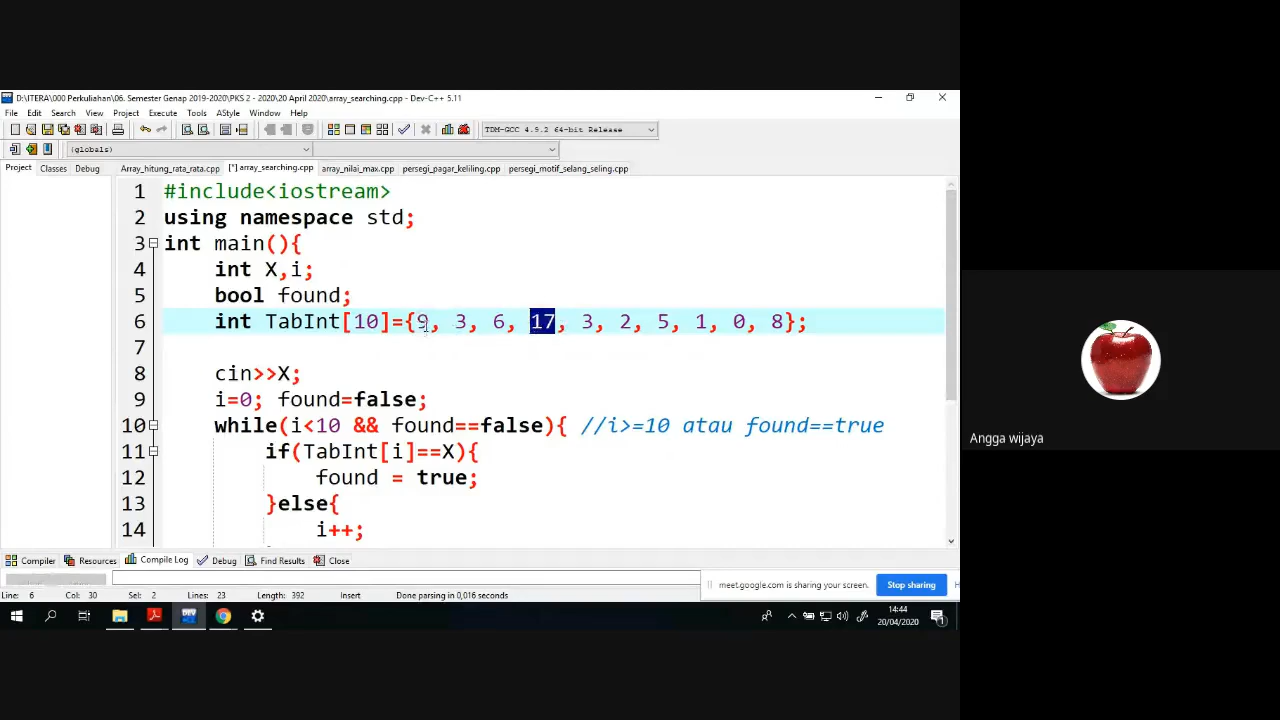 D:\ITERA\000 Perkuliahan\06. Semester Genap 2019-2020\PKS 2 - 2020\20 April 2020\array_searching.cpp - Dev-C++ 5.11
File Edit Search View Project Execute Tools AStyle Window Help
TDM-GCC 4.9.2 64-bit Release
(globals)
Project Classes Debug Array_hitung_rata_rata.cpp [*] array_searching.cpp array_nilai_max.cpp persegi_pagar_keliling.cpp persegi_motif_selang_seling.cpp
1 #include<iostream>
2 using namespace std;
3 int main(){
4 int X,i;
5 bool found;
6 int TabInt[10]={9, 3, 6, 17, 3, 2, 5, 1, 0, 8};
7
8 cin>>X;
9 i=0; found=false;
10 while(i<10 && found==false){ //i>=10 atau found==true
11 if(TabInt[i]==X){
12 found = true;
13 }else{
14 i++;
Angga wijaya
Compiler Resources Compile Log Debug Find Results Close
meet.google.com is sharing your screen. Stop sharing
Line: 6 Col: 30 Sel: 2 Lines: Length: 392 Insert Done parsing in 0,016 seconds
DEV
14:44
20/04/2020
1